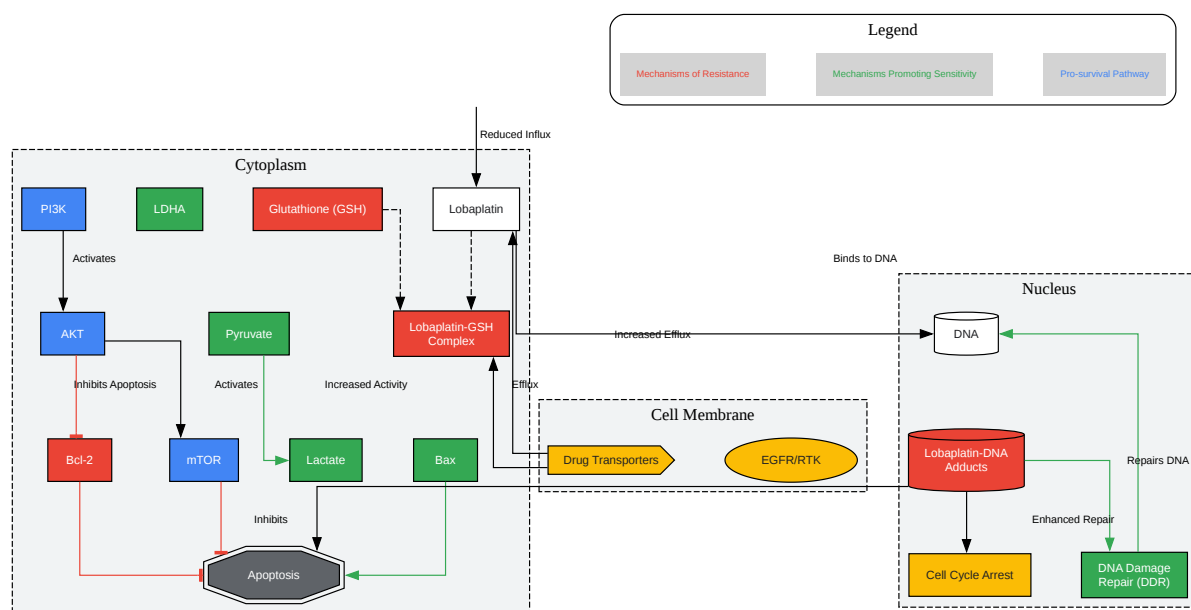 Legend
Mechanisms of Resistance
Mechanisms Promoting Sensitivity
Pro-survival Pathway
Reduced Influx
Cytoplasm
PI3K
LDHA
Glutathione (GSH)
Lobaplatin
Activates
Binds to DNA
Nucleus
AKT
Pyruvate
Lobaplatin-GSH
Complex
Increased Efflux
DNA
Inhibits Apoptosis
Activates
Increased Activity
Efflux
Cell Membrane
Bcl-2
mTOR
Lactate
Bax
Drug Transporters
EGFR/RTK
Lobaplatin-DNA
Adducts
Repairs DNA
Inhibits
Enhanced Repair
Apoptosis
Cell Cycle Arrest
DNA Damage
Repair (DDR)